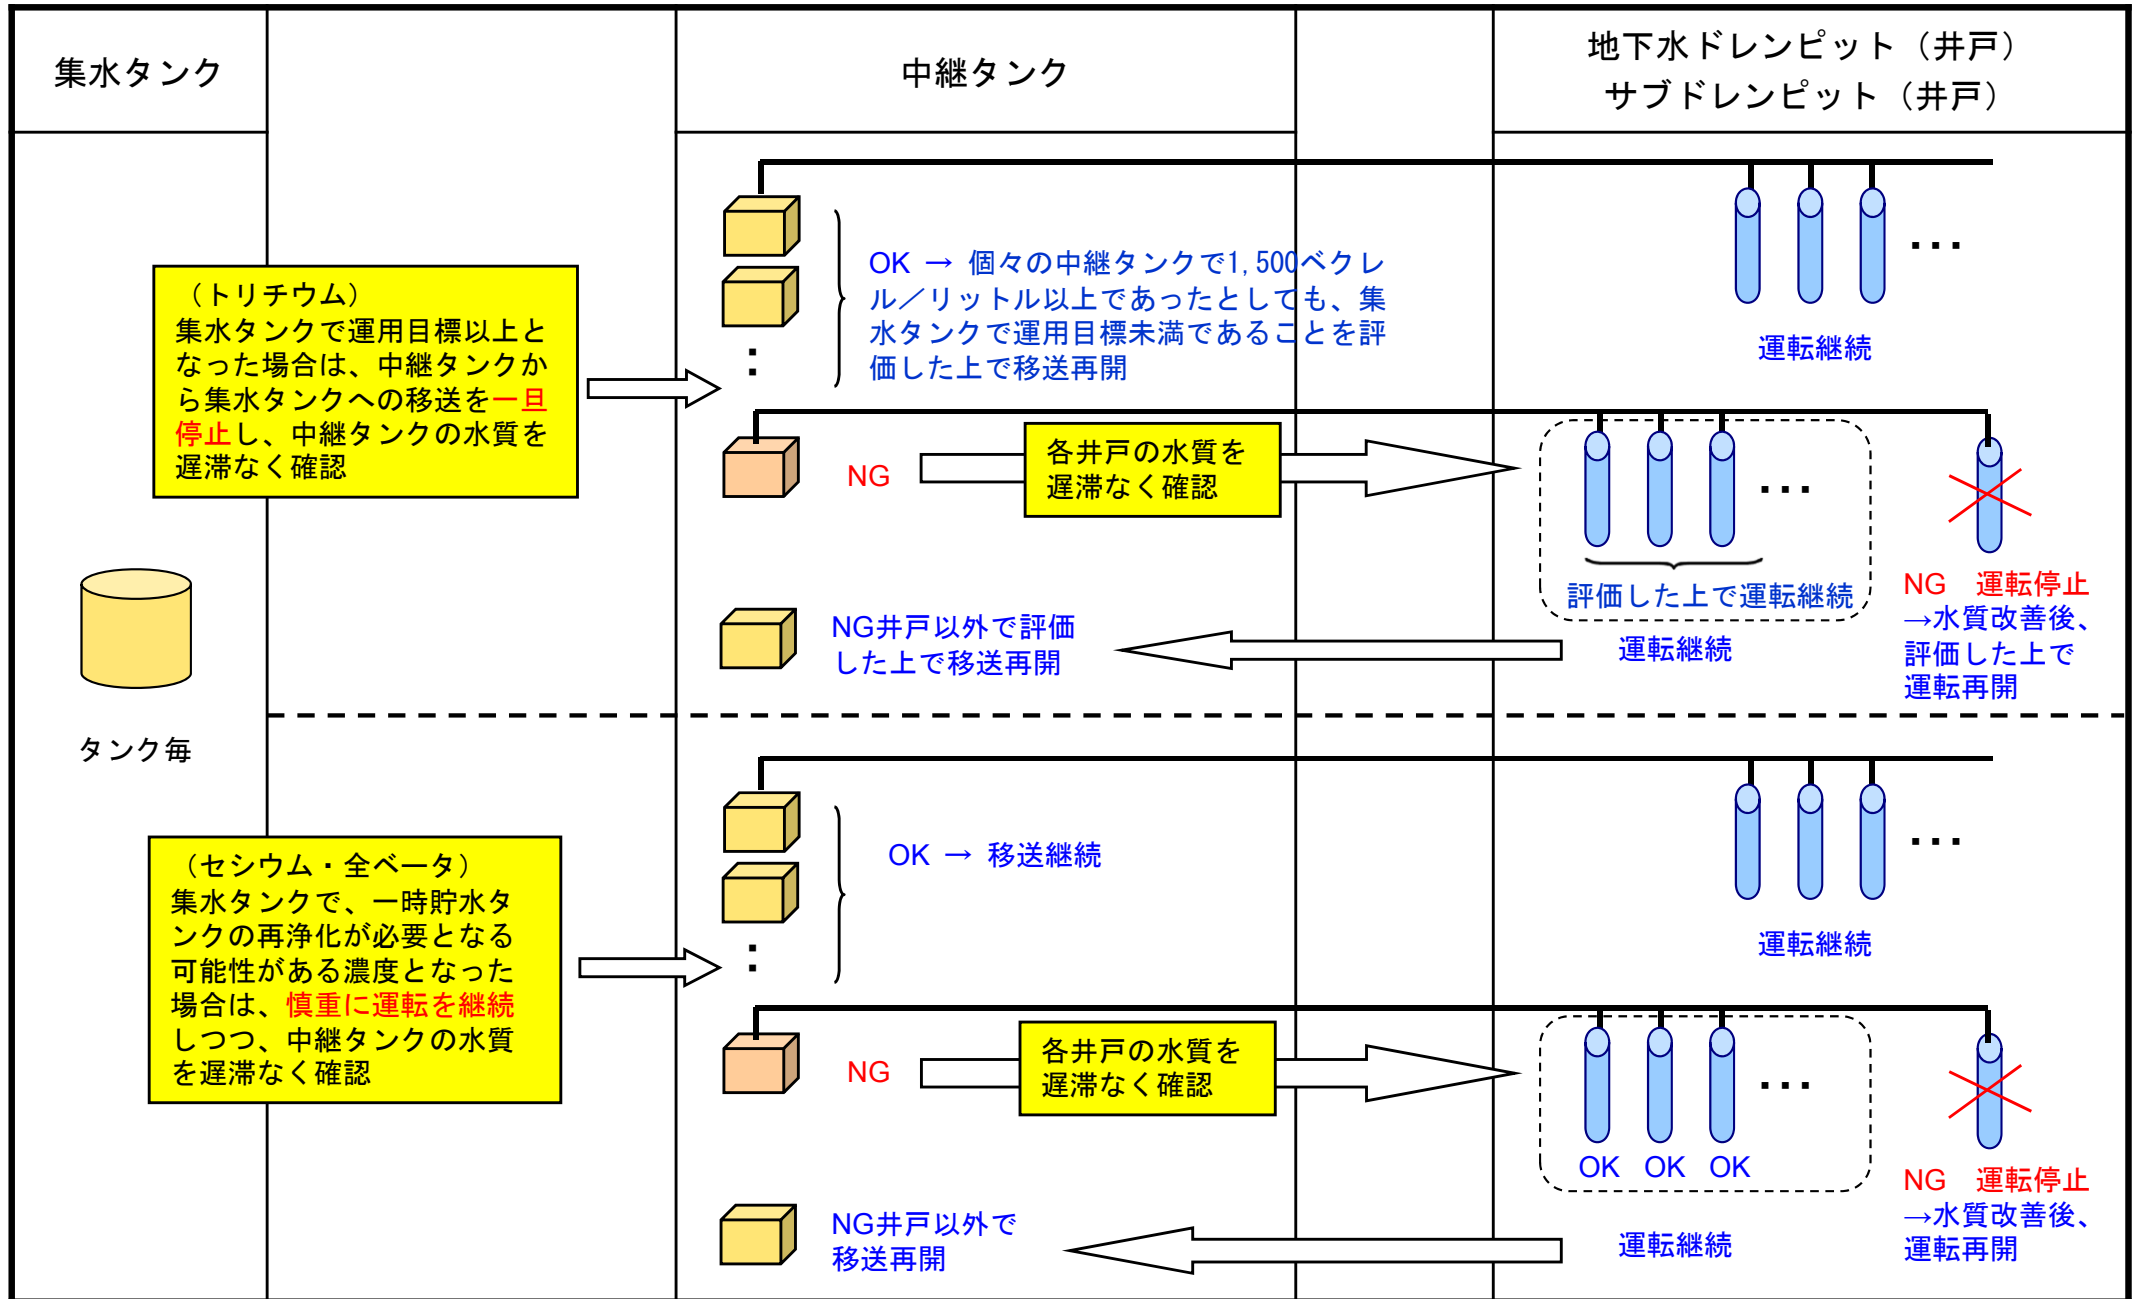 集水タンク
中継タンク
地下水ドレンピット（井戸）
サブドレンピット（井戸）
（トリチウム）
集水タンクで運用目標以上と
なった場合は、中継タンクか
ら集水タンクへの移送を一旦
停止し、中継タンクの水質を
遅滞なく確認
OK → 個々の中継タンクで1,500ベクレ
ル／リットル以上であったとしても、集
水タンクで運用目標未満であることを評
価した上で移送再開
：
･･･
運転継続
NG
各井戸の水質を
遅滞なく確認
･･･
評価した上で運転継続
運転継続
NG　運転停止
→水質改善後、
評価した上で
運転再開
NG井戸以外で評価
した上で移送再開
タンク毎
（セシウム・全ベータ）
集水タンクで、一時貯水タ
ンクの再浄化が必要となる
可能性がある濃度となった
場合は、慎重に運転を継続
しつつ、中継タンクの水質
を遅滞なく確認
OK → 移送継続
：
･･･
運転継続
NG
各井戸の水質を
遅滞なく確認
･･･
OK OK OK
運転継続
NG　運転停止
→水質改善後、
運転再開
NG井戸以外で
移送再開